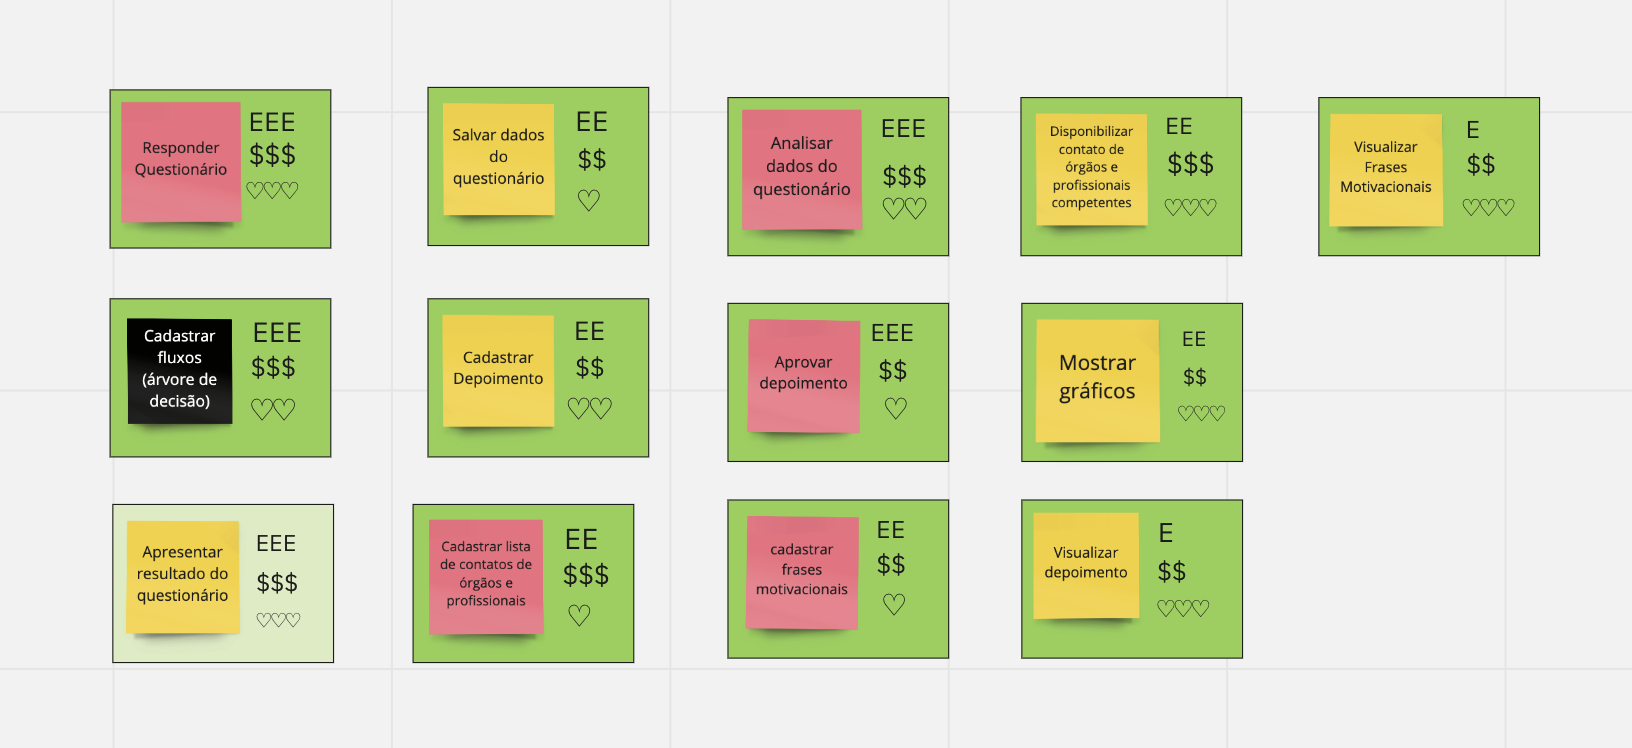 Responder
Questionário
EEE
$$$
♡♡♡
Salvar dados
do
questionário
EE
$$
♡
Analisar
dados do
questionário
EEE
$$$
♡♡
Disponibilizar
contato de
órgãos e
profissionais
competentes
EE
$$$
♡♡♡
Visualizar
Frases
Motivacionais
E
$$
♡♡♡
Cadastrar
fluxos
(árvore de
decisão)
EEE
$$$
♡♡
Cadastrar
Depoimento
EE
$$
♡♡
Aprovar
depoimento
EEE
$$
♡
Mostrar
gráficos
EE
$$
♡♡♡
Apresentar
resultado do
questionário
EEE
$$$
♡♡♡
Cadastrar lista
de contatos de
órgãos e
profissionais
EE
$$$
♡
cadastrar
frases
motivacionais
EE
$$
♡
Visualizar
depoimento
E
$$
♡♡♡